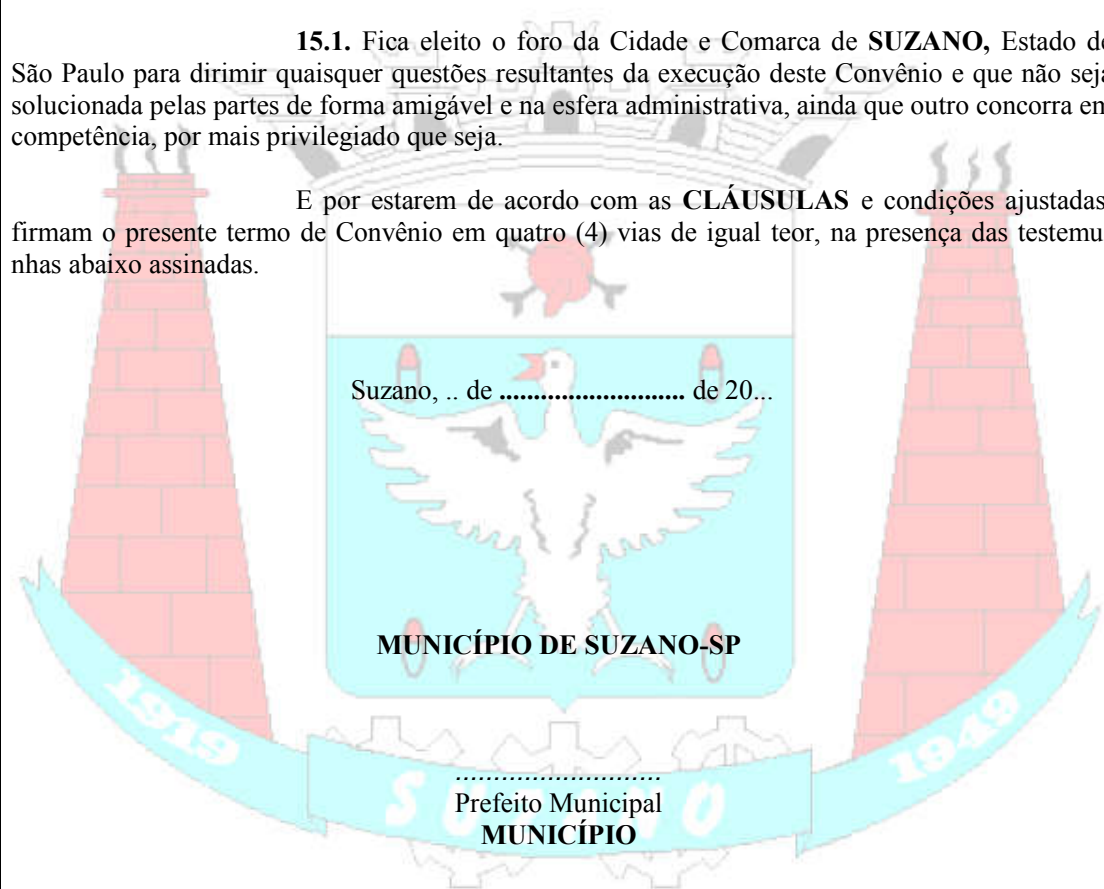 15.1. Fica eleito o foro da Cidade e Comarca de SUZANO, Estado de
São Paulo para dirimir quaisquer questões resultantes da execução deste Convênio e que não seja
solucionada pelas partes de forma amigável e na esfera administrativa, ainda que outro concorra em
competência, por mais privilegiado que seja.
E por estarem de acordo com as CLÁUSULAS e condições ajustadas
firmam o presente termo de Convênio em quatro (4) vias de igual teor, na presença das testemu
nhas abaixo assinadas.
Suzano, .. de ........................... de 20...
MUNICÍPIO DE SUZANO-SP
1919
1949
...........................
SUZANO
Prefeito Municipal
MUNICÍPIO